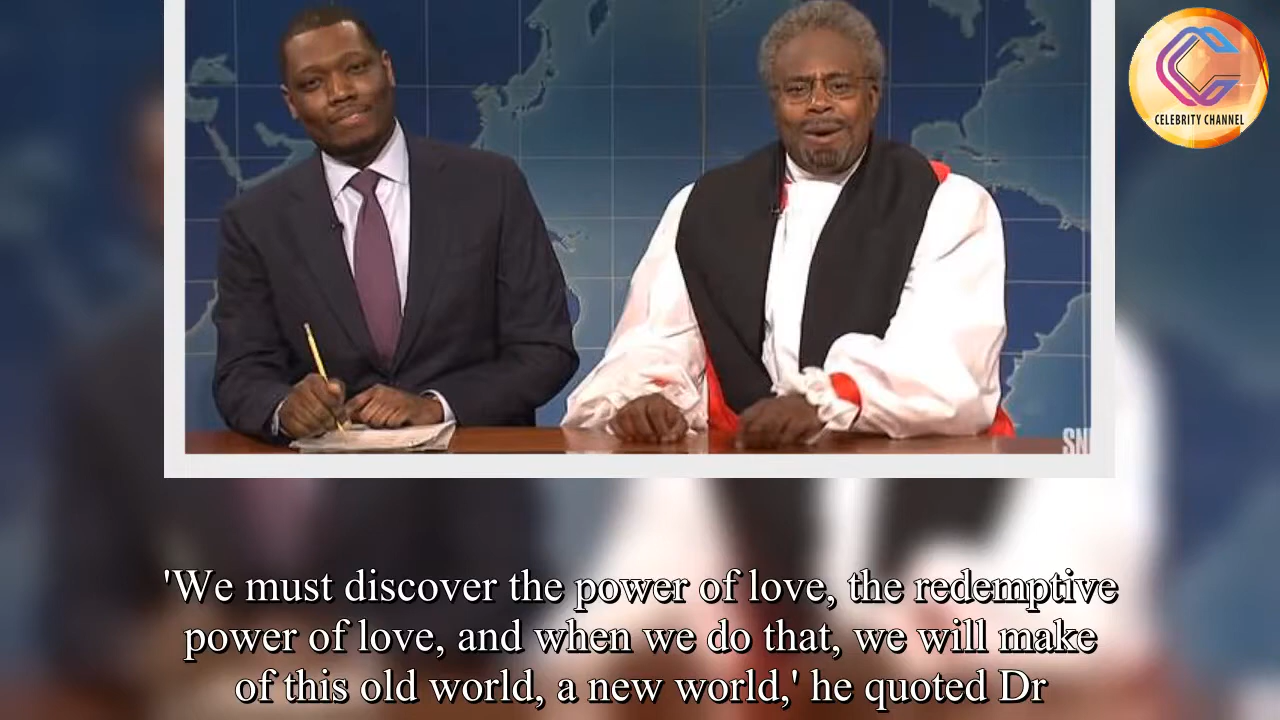 CELEBRITY CHANNEL
SN
'We must discover the power of love, the redemptive
power of love, and when we do that, we will make
of this old world, a new world,' he quoted Dr